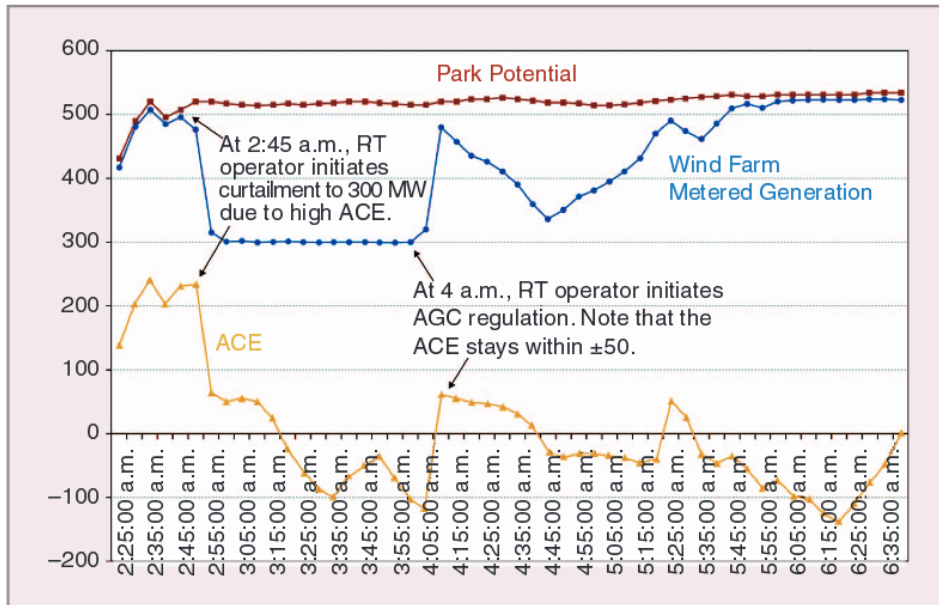 600
500
400
300
200
100
0
−100
−200
Park Potential
At 2:45 a.m., RT
operator initiates
curtailment to 300 MW
due to high ACE.
Wind Farm
Metered Generation
At 4 a.m., RT operator initiates
AGC regulation. Note that the
ACE stays within ±50.
ACE
2:25:00 a.m.
2:35:00 a.m.
2:45:00 a.m.
2:55:00 a.m.
3:05:00 a.m.
3:15:00 a.m.
3:25:00 a.m.
3:35:00 a.m.
3:45:00 a.m.
3:55:00 a.m.
4:05:00 a.m.
4:15:00 a.m.
4:25:00 a.m.
4:35:00 a.m.
4:45:00 a.m.
4:55:00 a.m.
5:05:00 a.m.
5:15:00 a.m.
5:25:00 a.m.
5:35:00 a.m.
5:45:00 a.m.
5:55:00 a.m.
6:05:00 a.m.
6:15:00 a.m.
6:25:00 a.m.
6:35:00 a.m.